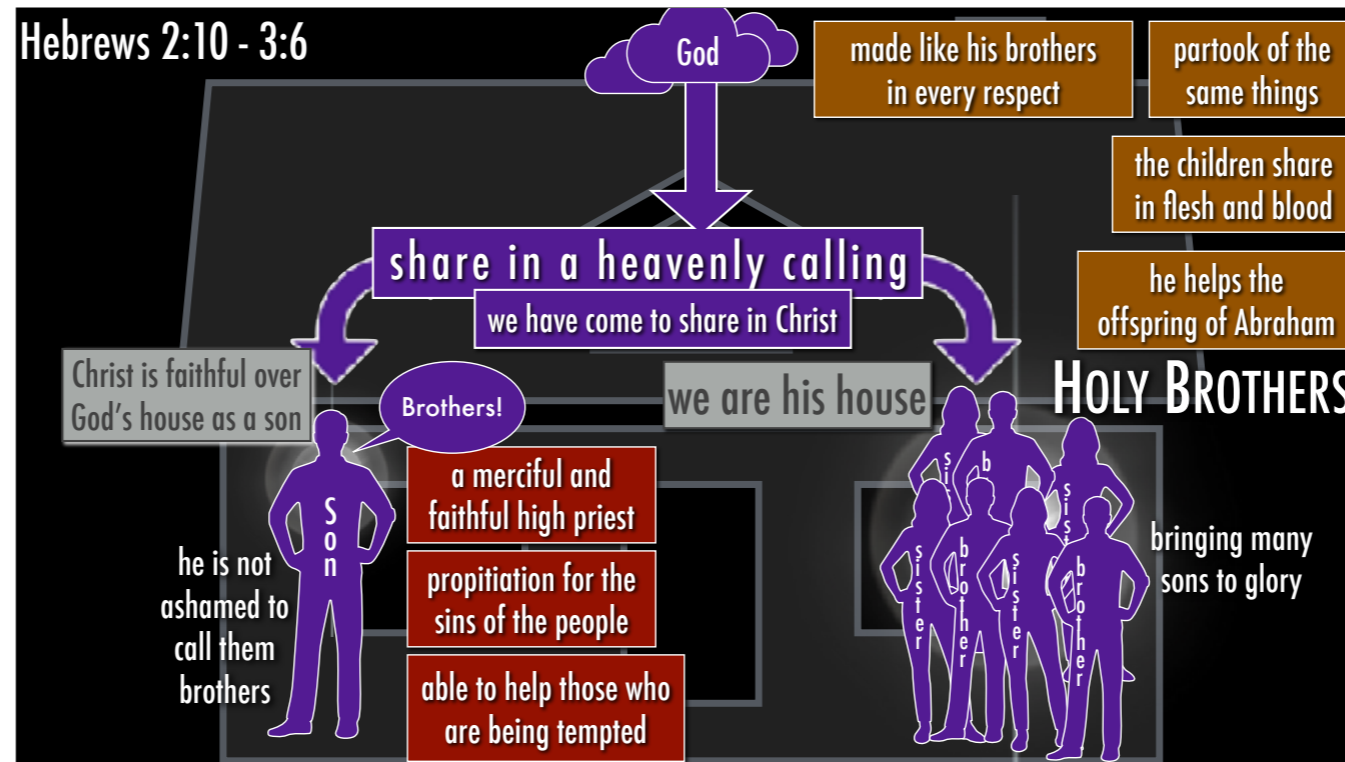 Hebrews 2:10 - 3:6
God
made like his brothers
in every respect
partook of the
same things
the children share
in flesh and blood
he helps the
offspring of Abraham
share in a heavenly calling
we have come to share in Christ
Christ is faithful over
God's house as a son
Brothers!
we are his house
HOLY BROTHERS
Son
he is not
ashamed to
call them
brothers
a merciful and
faithful high priest
propitiation for the
sins of the people
able to help those who
are being tempted
sister
brother
sister
brother
bringing many
sons to glory